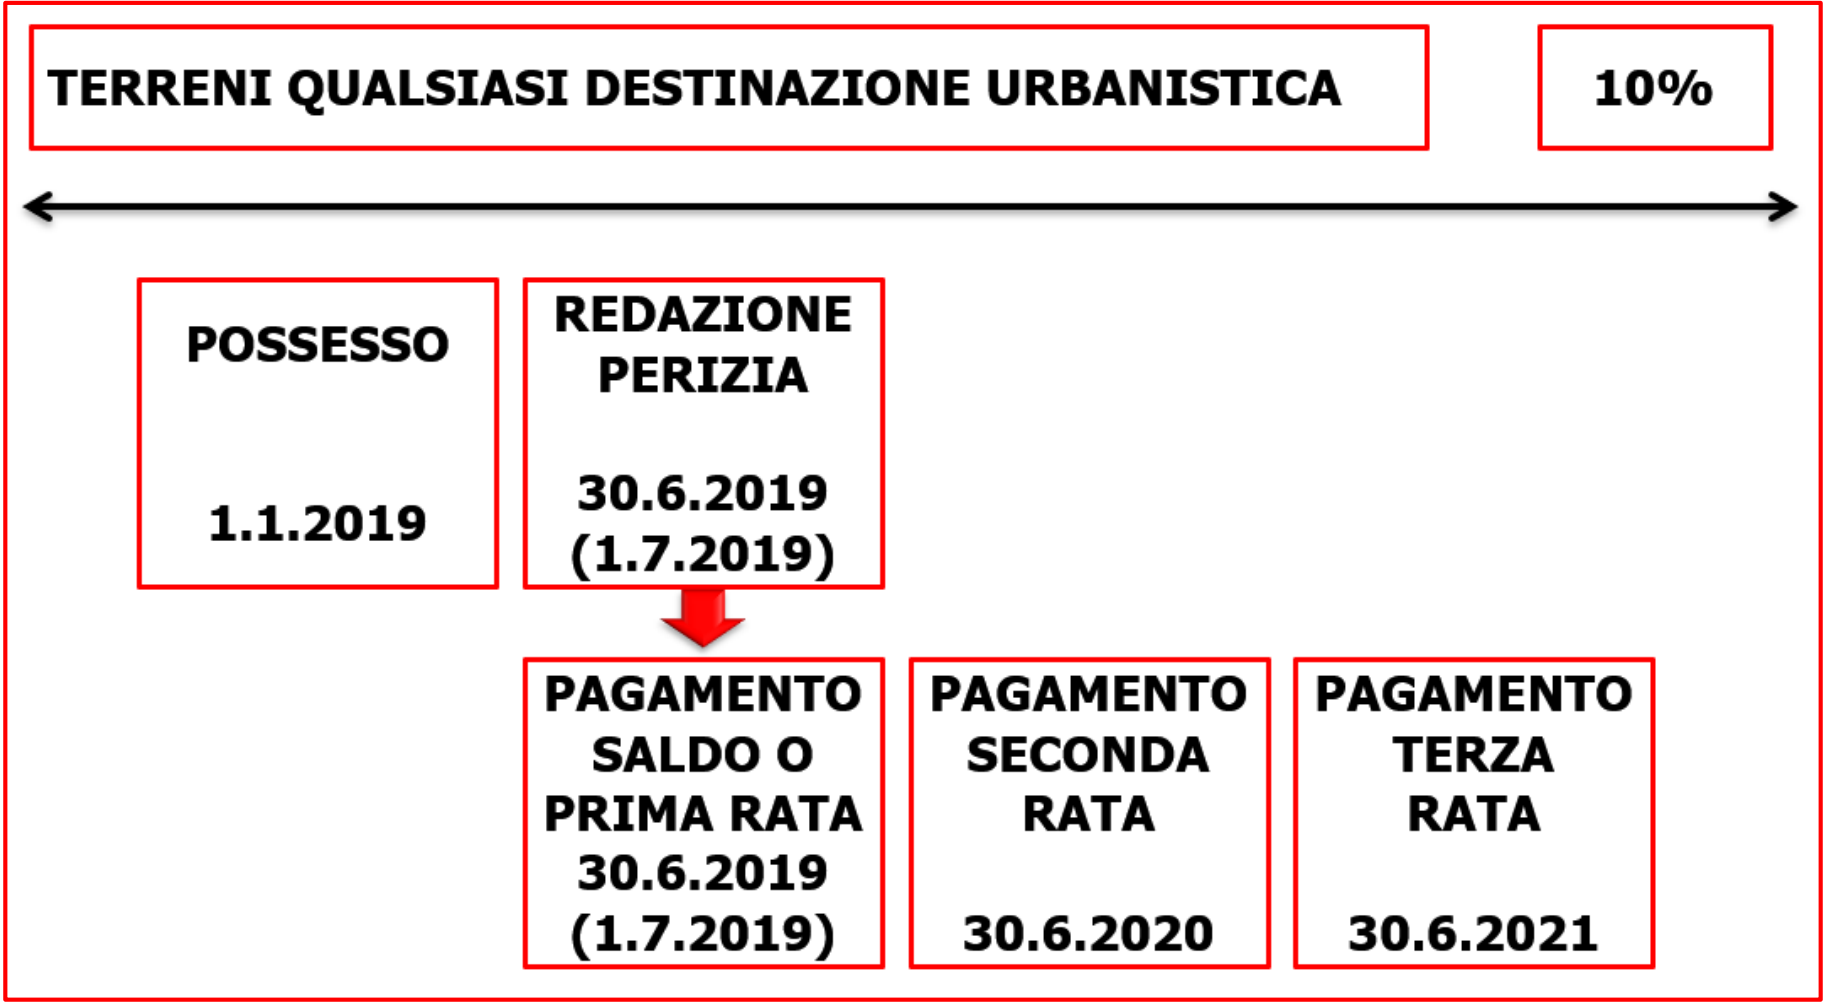 TERRENI QUALSIASI DESTINAZIONE URBANISTICA
10%
POSSESSO
1.1.2019
REDAZIONE
PERIZIA
30.6.2019
(1.7.2019)
PAGAMENTO
SALDO O
PRIMA RATA
30.6.2019
(1.7.2019)
PAGAMENTO
SECONDA
RATA
30.6.2020
PAGAMENTO
TERZA
RATA
30.6.2021